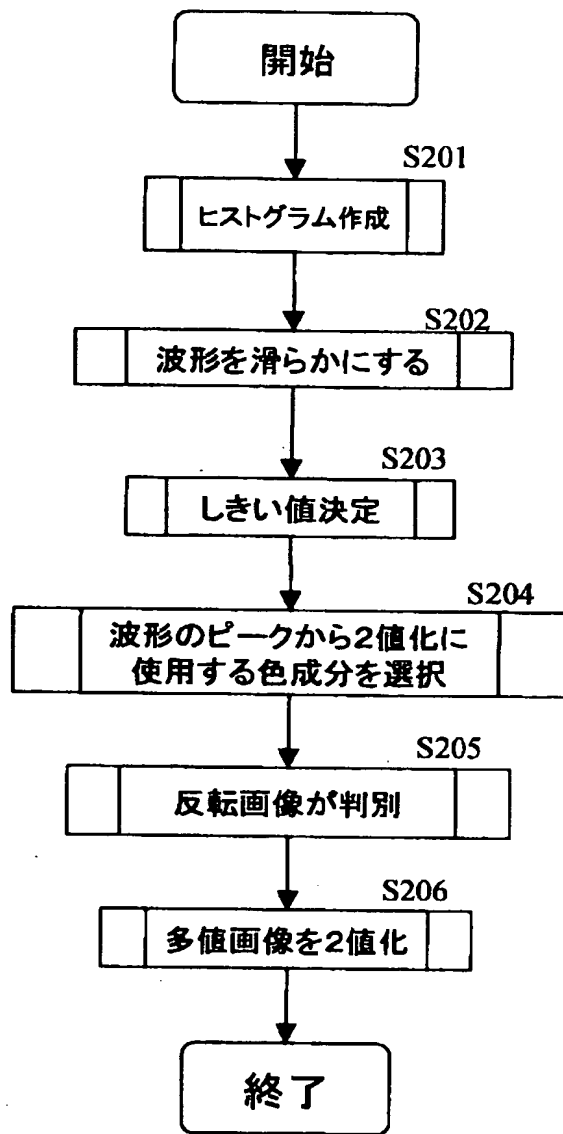 開始
S201
ヒストグラム作成
S202
波形を滑らかにする
S203
しきい値決定
S204
波形のピークから2値化に
使用する色成分を選択
S205
反転画像が判別
S206
多値画像を2値化
終了